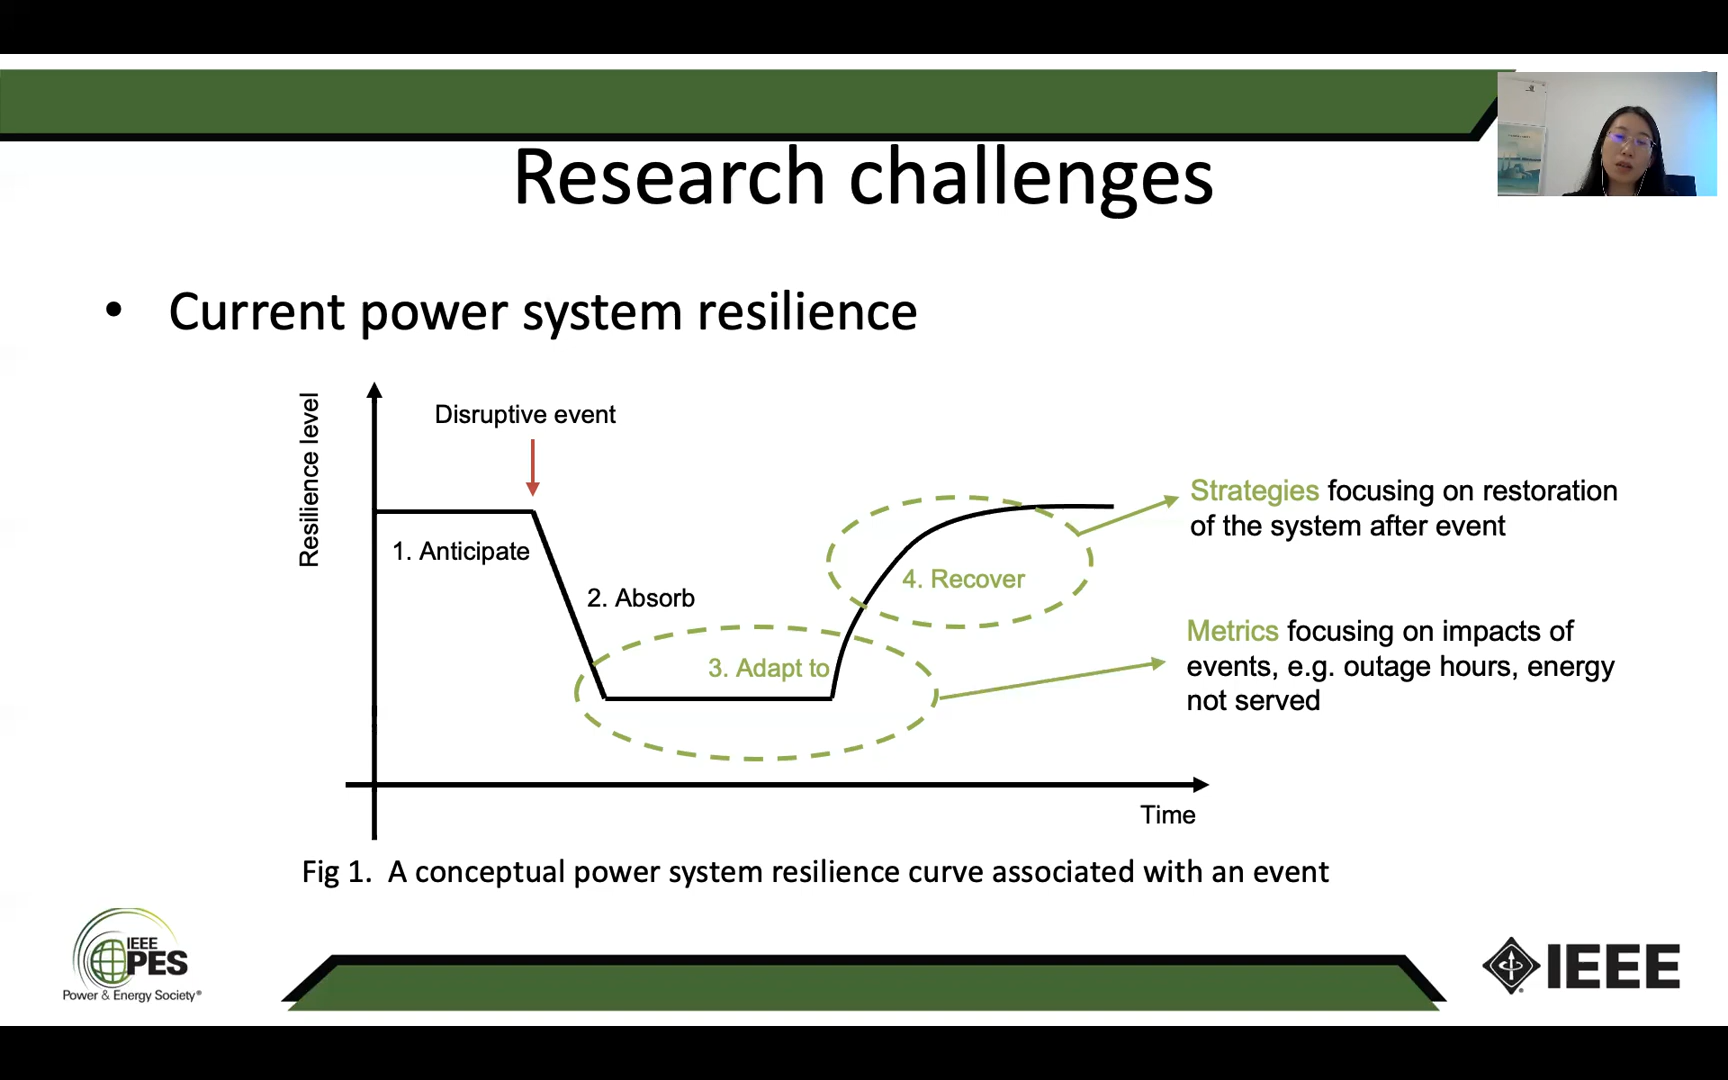 Research challenges
• Current power system resilience
Resilience level
Disruptive event
1. Anticipate
2. Absorb
3. Adapt to
4. Recover
Strategies focusing on restoration
of the system after event
Metrics focusing on impacts of
events, e.g. outage hours, energy
not served
Time
Fig 1. A conceptual power system resilience curve associated with an event
IEEE
PES
Power & Energy Society®
IEEE